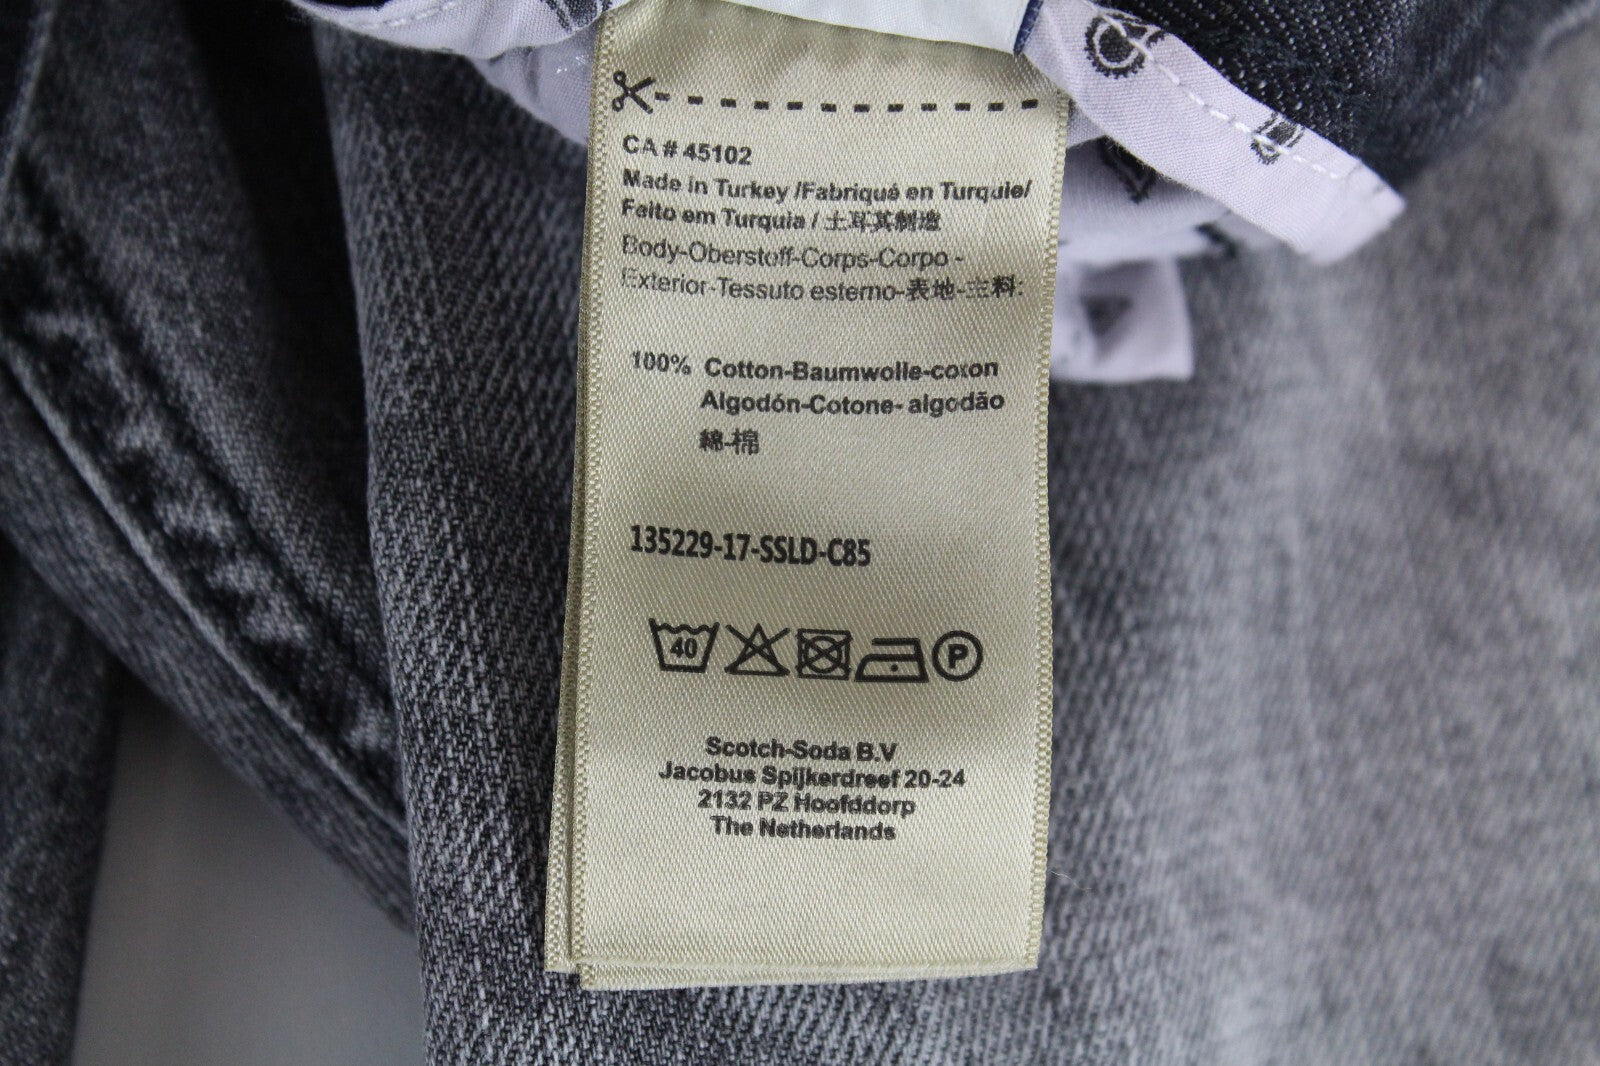 CA # 45102
Made in Turkey /Fabriqué en Turquie/
Feito em Turquia / 土耳其制造
Body-Oberstoff-Corps-Corpo -
Exterior-Tessuto esterno-表地-主料:
100% Cotton-Baumwolle-coton
Algodón-Cotone- algodão
綿-棉
135229-17-SSLD-C85
40 P
Scotch-Soda B.V
Jacobus Spijkerdreef 20-24
2132 PZ Hoofddorp
The Netherlands